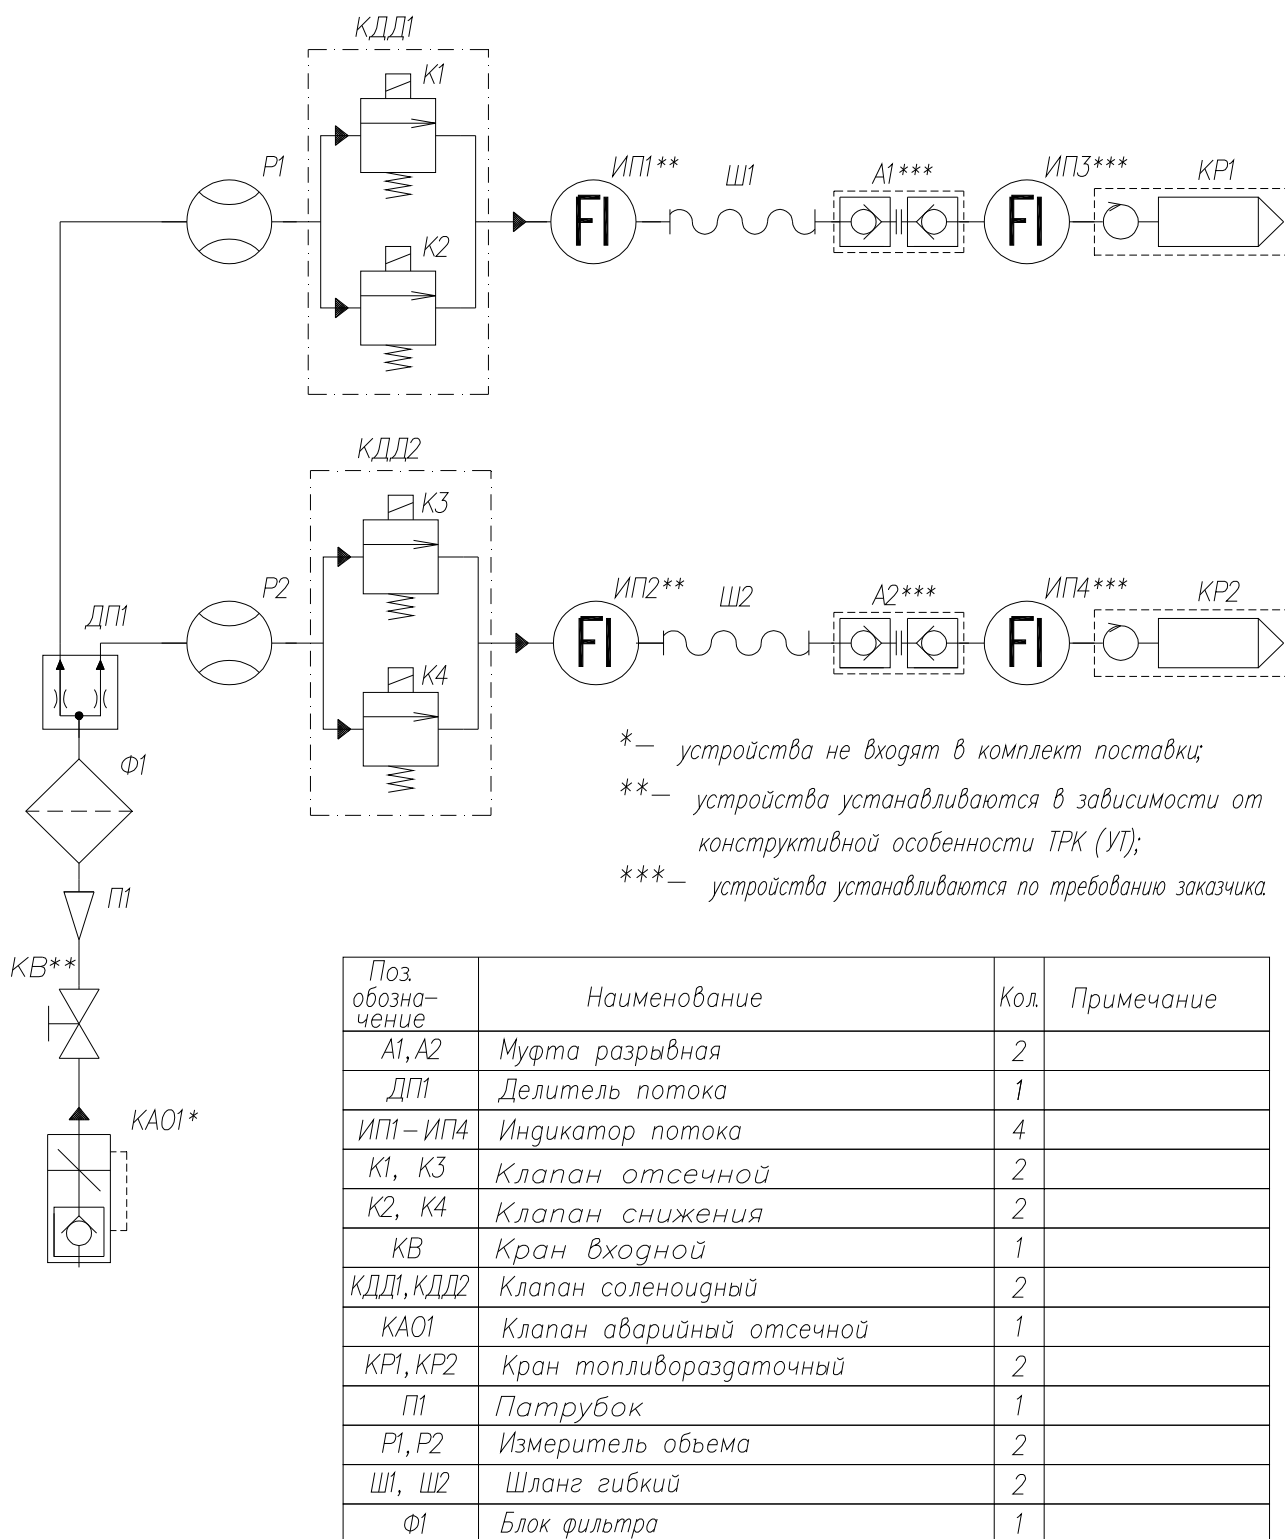 КДД1
К1
Р1
ИП1**
Ш1
А1***
ИП3***
КР1
FI
FI
К2
КДД2
К3
Р2
ИП2**
Ш2
А2***
ИП4***
КР2
ДП1
FI
FI
К4
*— устройства не входят в комплект поставки;
**— устройства устанавливаются в зависимости от
конструктивной особенности ТРК (УТ);
***— устройства устанавливаются по требованию заказчика.
Ф1
П1
КВ**
КАО1*
Поз. обозна-чение Наименование Кол. Примечание
А1, А2 Муфта разрывная 2
ДП1 Делитель потока 1
ИП1–ИП4 Индикатор потока 4
К1, К3 Клапан отсечной 2
К2, К4 Клапан снижения 2
КВ Кран входной 1
КДД1, КДД2 Клапан соленоидный 2
КАО1 Клапан аварийный отсечной 1
КР1, КР2 Кран топливораздаточный 2
П1 Патрубок 1
Р1, Р2 Измеритель объема 2
Ш1, Ш2 Шланг гибкий 2
Ф1 Блок фильтра 1